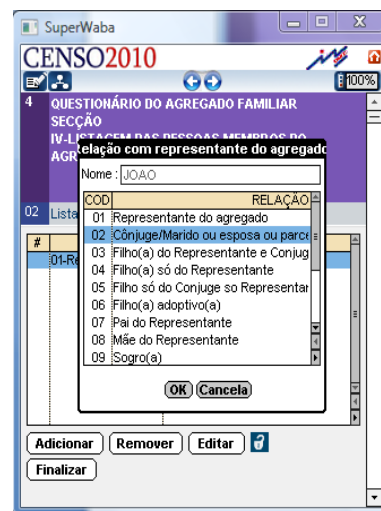 SuperWaba
CENSO2010
100%
4 QUESTIONÁRIO DO AGREGADO FAMILIAR
SECÇÃO
IV-LISTAGEM DAS PESSOAS MEMBROS DO
AGR
elação com representante do agregado
Nome : JOAO
02 Lista
COD RELAÇÃO
01 Representante do agregado
02 Cônjuge/Marido ou esposa ou parce
03 Filho(a) do Representante e Conjug
04 Filho(a) só do Representante
05 Filho só do Conjuge so Representar
06 Filho(a) adoptivo(a)
07 Pai do Representante
08 Mãe do Representante
09 Sogro(a)
#
01-Re
OK Cancela
Adicionar Remover Editar
Finalizar